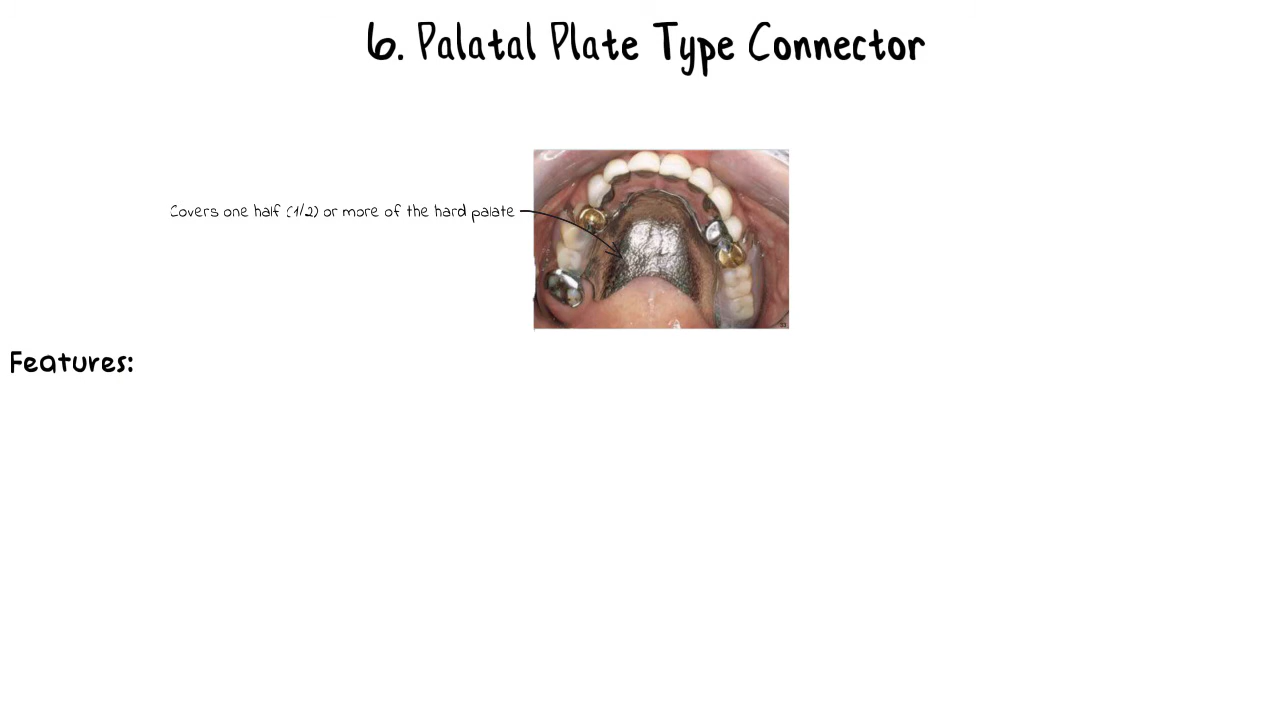 6. Palatal Plate Type Connector
Covers one half (1/2) or more of the hard palate
Features: